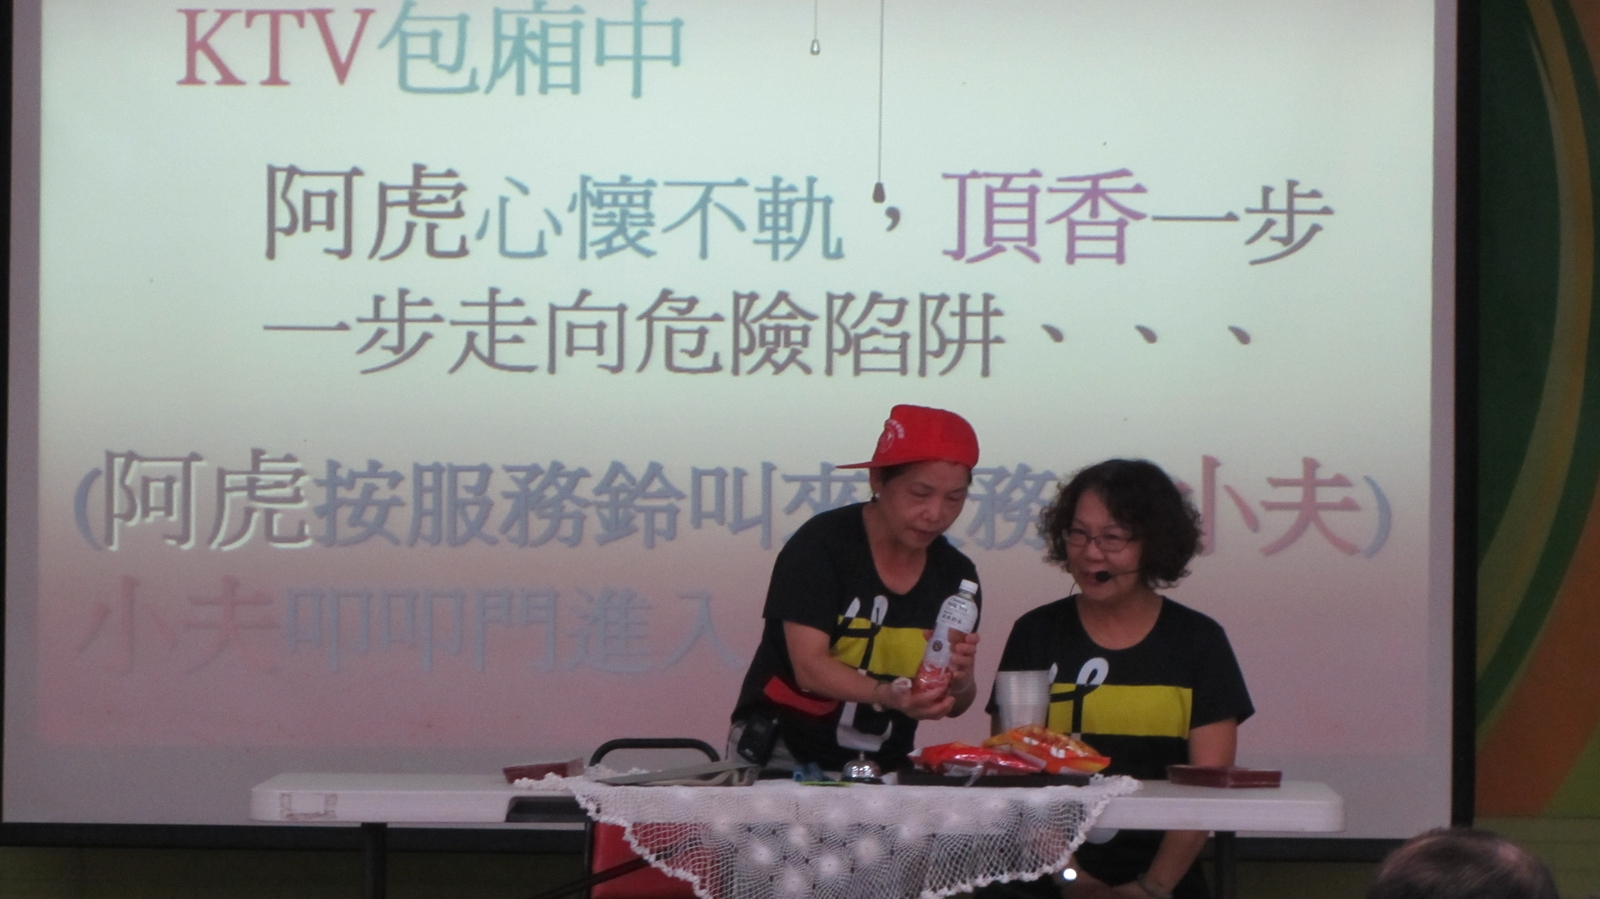 KTV包廂中
阿虎心懷不軌，頂香一步
一步走向危險陷阱、、、
(阿虎按服務鈴叫來 務 小夫)
小夫叩叩門進入